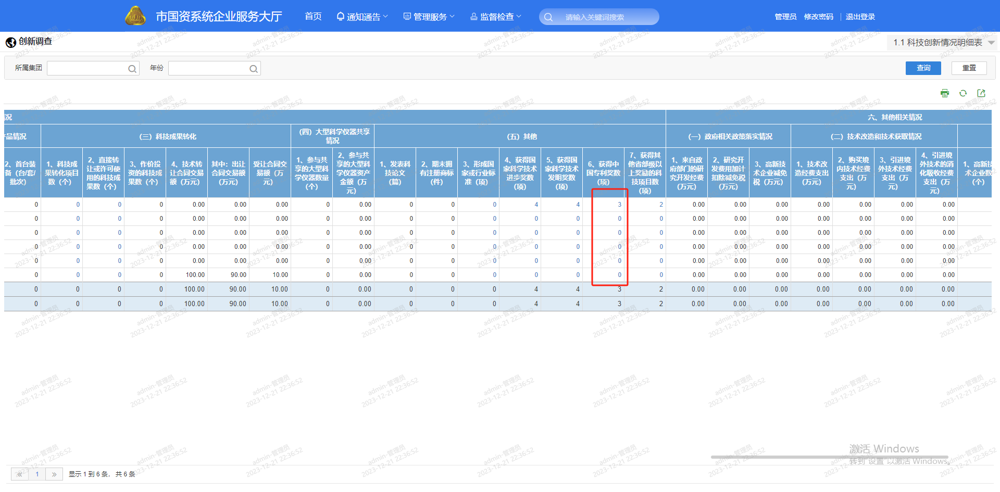 市国资系统企业服务大厅 首页 通知通告 管理服务 监督检查 请输入关键词搜索 管理员 修改密码 退出登录
创新调查 1.1 科技创新情况明细表
所属集团 年份 查询 重置
情况 六、其他相关情况
产品情况 （三）科技成果转化 （四）大型科学仪器共享情况 （五）其他 （一）政府相关政策落实情况 （二）技术改造和技术获取情况
2、首台装备（台/套/批次） 1、科技成果转化项目数（个） 2、直接转让或许可使用的科技成果数（个） 3、作价投资的科技成果数（个） 4、技术转让合同交易额（万元） 其中：出让合同交易额（万元） 受让合同交易额（万元） 1、参与共享的大型科学仪器数量（个） 2、参与共享的大型科学仪器资产金额（万元） 1、发表科技论文（篇） 2、期末拥有注册商标（件） 3、形成国家或行业标准（项） 4、获得国家科学技术进步奖数（项） 5、获得国家科学技术发明奖数（项） 6、获得中国专利奖数（项） 7、获得其他省部级以上奖励的科技项目数（项） 1、来自政府部门的研究开发经费（万元） 2、研究开发费用加计扣除减免税（万元） 3、高新技术企业减免税（万元） 1、技术改造经费支出（万元） 2、购买境内技术经费支出（万元） 3、引进境外技术经费支出（万元） 4、引进境外技术的消化吸收经费支出（万元） 1、高新技术企业数（个）
0 0 0 0 0.00 0.00 0.00 0 0.00 0 0 0 4 4 3 2 0.00 0.00 0.00 0.00 0.00 0.00 0.00
0 0 0 0 0.00 0.00 0.00 0 0.00 0 0 0 0 0 0 0 0.00 0.00 0.00 0.00 0.00 0.00 0.00
0 0 0 0 0.00 0.00 0.00 0 0.00 0 0 0 0 0 0 0 0.00 0.00 0.00 0.00 0.00 0.00 0.00
0 0 0 0 0.00 0.00 0.00 0 0.00 0 0 0 0 0 0 0 0.00 0.00 0.00 0.00 0.00 0.00 0.00
0 0 0 0 0.00 0.00 0.00 0 0.00 0 0 0 0 0 0 0 0.00 0.00 0.00 0.00 0.00 0.00 0.00
0 0 0 0 100.00 90.00 10.00 0 0.00 0 0 0 0 0 0 0 0.00 0.00 0.00 0.00 0.00 0.00 0.00
0 0 0 0 100.00 90.00 10.00 0 0.00 0 0 0 4 4 3 2 0.00 0.00 0.00 0.00 0.00 0.00 0.00
0 0 0 0 100.00 90.00 10.00 0 0.00 0 0 0 4 4 3 2 0.00 0.00 0.00 0.00 0.00 0.00 0.00
admin-管理员
2023-12-21 22:36:52
激活 Windows
转到"设置"以激活 Windows。
« 1 » 显示 1 到 6 条， 共 6 条